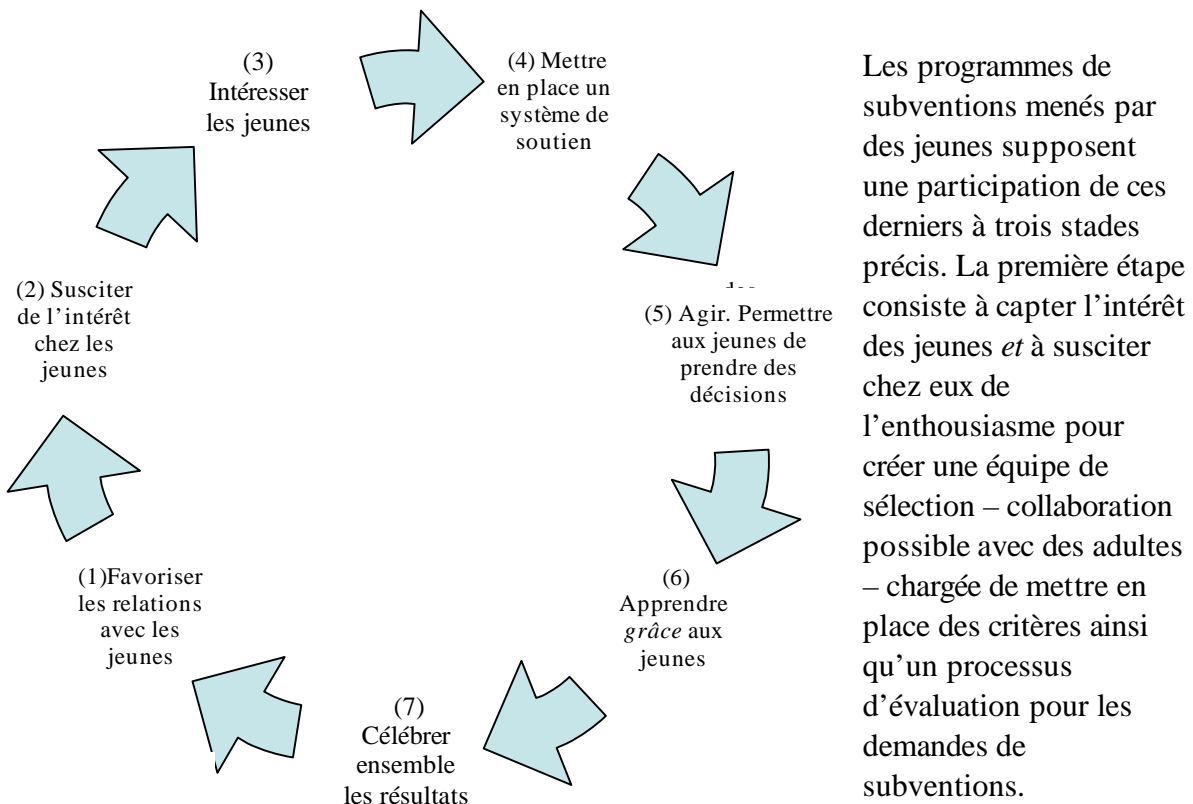 (3)
Intéresser
les jeunes
(4) Mettre
en place un
système de
soutien
(5) Agir. Permettre
aux jeunes de
prendre des
décisions
(6)
Apprendre
grâce aux
jeunes
(7)
Célébrer
ensemble
les résultats
(1)Favoriser
les relations
avec les
jeunes
(2) Susciter
de l’intérêt
chez les
jeunes
Les programmes de
subventions menés par
des jeunes supposent
une participation de ces
derniers à trois stades
précis. La première étape
consiste à capter l’intérêt
des jeunes et à susciter
chez eux de
l’enthousiasme pour
créer une équipe de
sélection – collaboration
possible avec des adultes
– chargée de mettre en
place des critères ainsi
qu’un processus
d’évaluation pour les
demandes de
subventions.